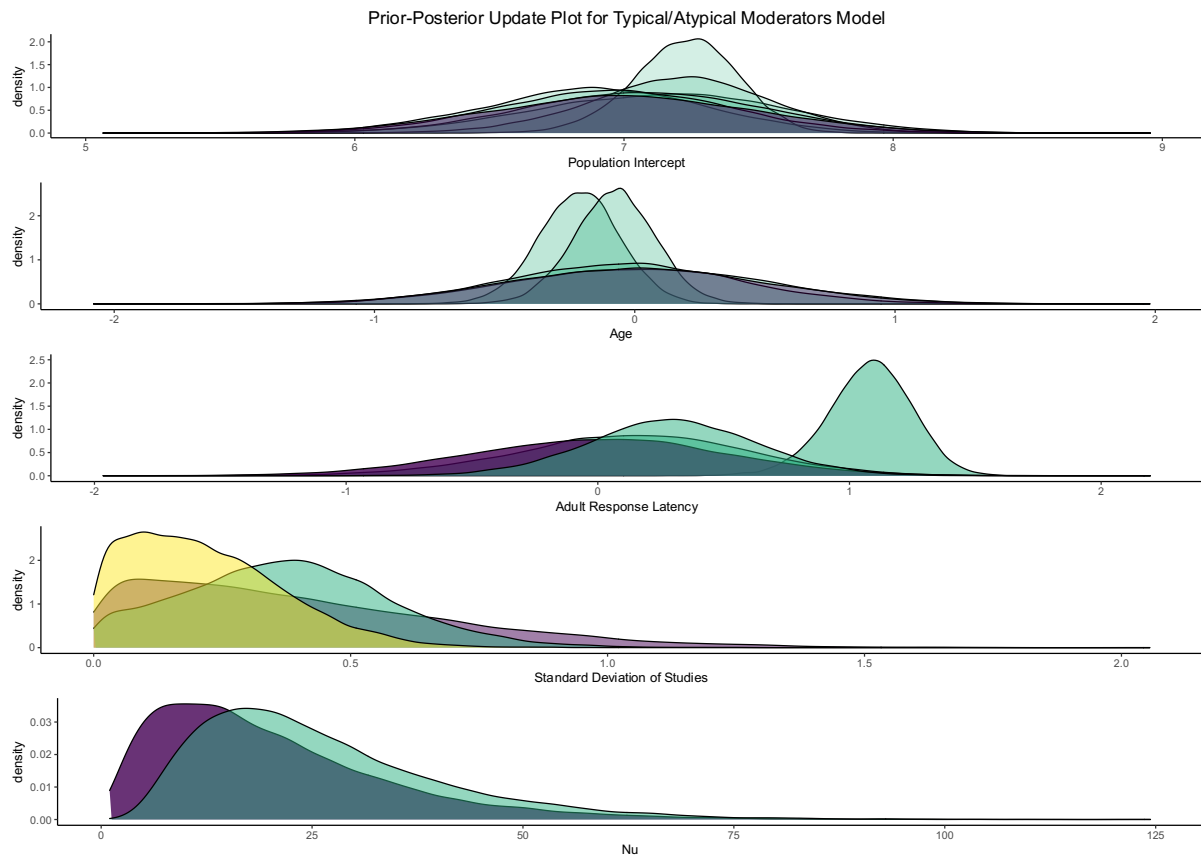 Prior-Posterior Update Plot for Typical/Atypical Moderators Model
density
2.0
1.5
1.0
0.5
0.0
5 6 7 8 9
Population Intercept
density
2
1
0
-2 -1 0 1 2
Age
density
2.5
2.0
1.5
1.0
0.5
0.0
-2 -1 0 1 2
Adult Response Latency
density
2
1
0
0.0 0.5 1.0 1.5 2.0
Standard Deviation of Studies
density
0.03
0.02
0.01
0.00
0 25 50 75 100 125
Nu